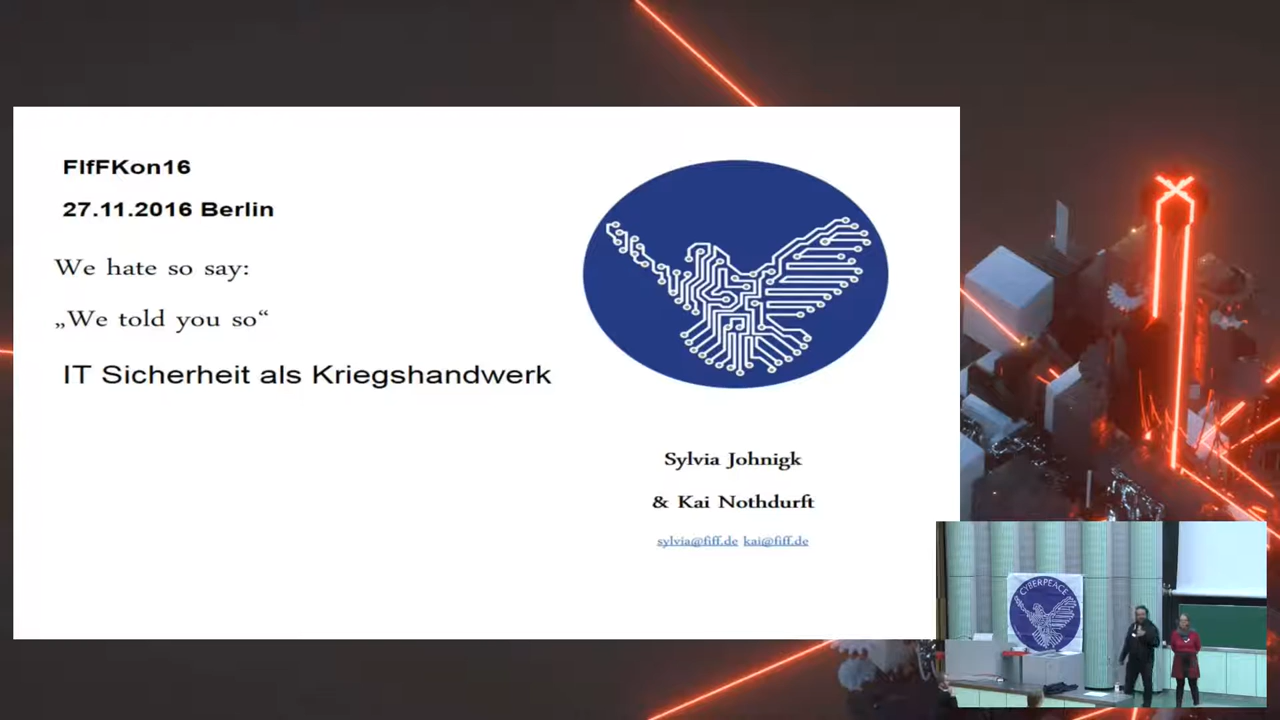 FIfFKon16
27.11.2016 Berlin
We hate so say:
„We told you so“
IT Sicherheit als Kriegshandwerk
Sylvia Johnigk
& Kai Nothdurft
sylvia@fiff.de kai@fiff.de
CYBERPEACE